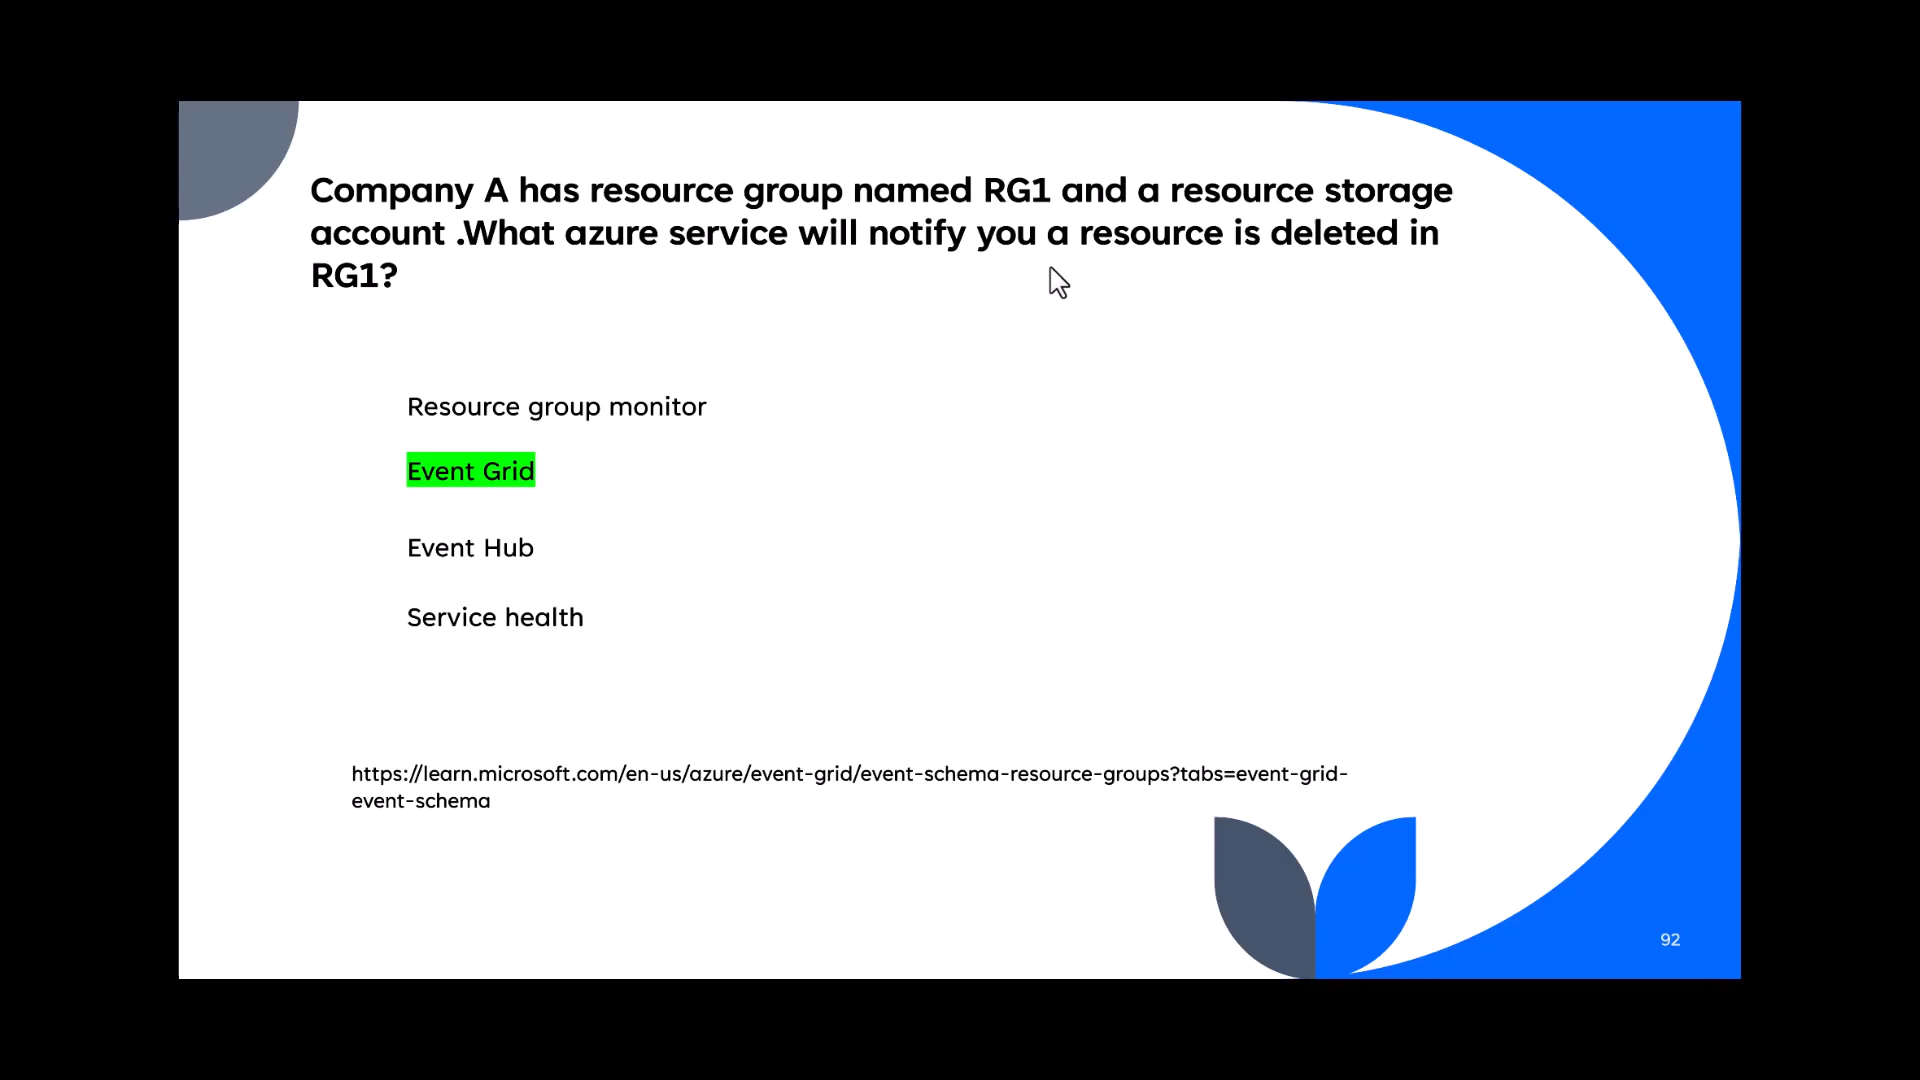 Company A has resource group named RG1 and a resource storage
account .What azure service will notify you a resource is deleted in
RG1?
Resource group monitor
Event Grid
Event Hub
Service health
https://learn.microsoft.com/en-us/azure/event-grid/event-schema-resource-groups?tabs=event-grid-
event-schema
92